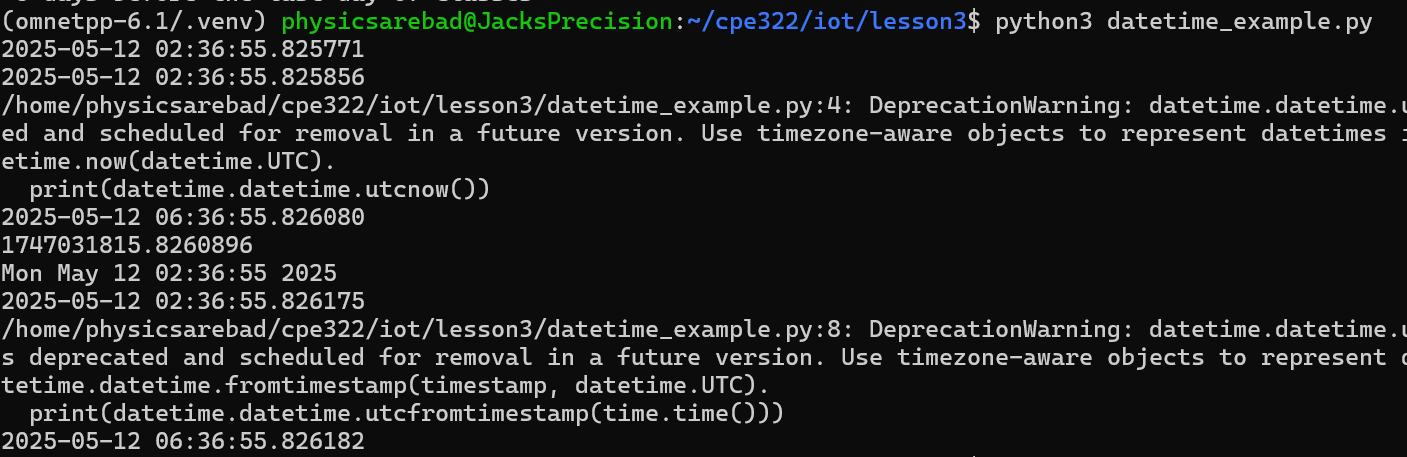 (omnetpp-6.1/.venv) physicsarebad@JacksPrecision:~/cpe322/iot/lesson3$ python3 datetime_example.py
2025-05-12 02:36:55.825771
2025-05-12 02:36:55.825856
/home/physicsarebad/cpe322/iot/lesson3/datetime_example.py:4: DeprecationWarning: datetime.datetime.u
ed and scheduled for removal in a future version. Use timezone-aware objects to represent datetimes i
etime.now(datetime.UTC).
  print(datetime.datetime.utcnow())
2025-05-12 06:36:55.826080
1747031815.8260896
Mon May 12 02:36:55 2025
2025-05-12 02:36:55.826175
/home/physicsarebad/cpe322/iot/lesson3/datetime_example.py:8: DeprecationWarning: datetime.datetime.u
s deprecated and scheduled for removal in a future version. Use timezone-aware objects to represent d
tetime.datetime.fromtimestamp(timestamp, datetime.UTC).
  print(datetime.datetime.utcfromtimestamp(time.time()))
2025-05-12 06:36:55.826182